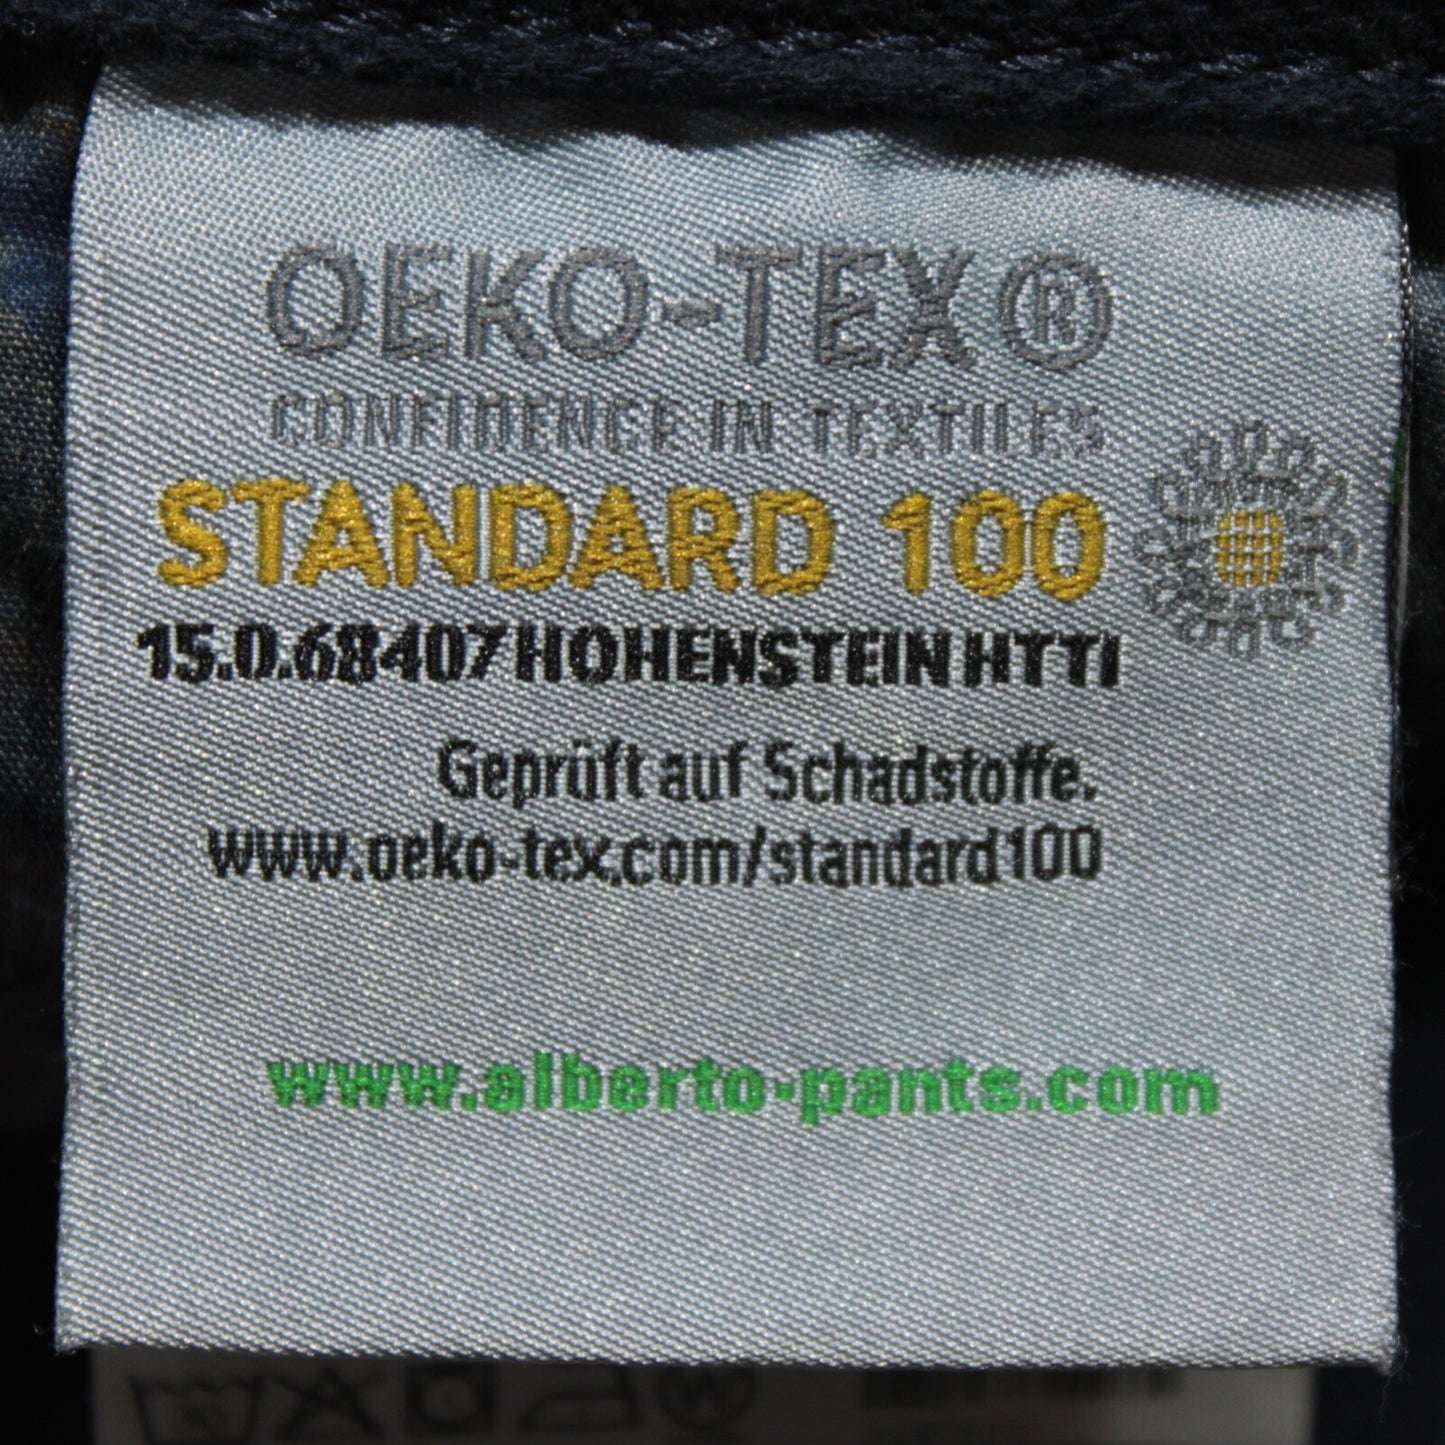 OEKO-TEX®
CONFIDENCE IN TEXTILES
STANDARD 100
15.0.68407 HOHENSTEIN HTTI
Geprüft auf Schadstoffe.
www.oeko-tex.com/standard100
www.alberto-pants.com